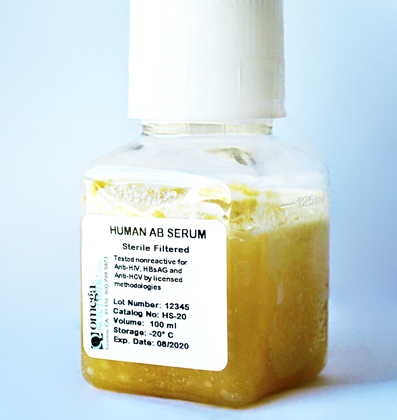 125ml
HUMAN AB SERUM
Sterile Filtered
Tested nonreactive for
Anti-HIV, HBsAG and
Anti-HCV by licensed
methodologies
Lot Number: 12345
Catalog No: HS-20
Volume: 100 ml
Storage: -20° C
Exp. Date: 08/2020
omega